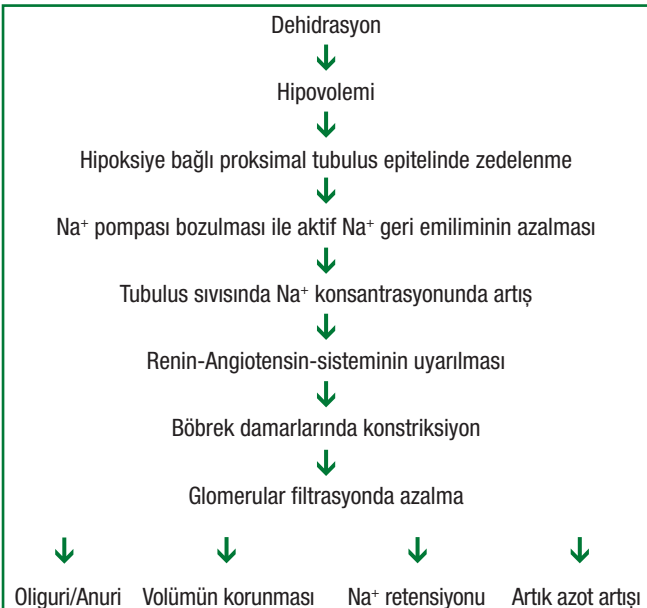 Dehidrasyon
Hipovolemi
Hipoksiye bağlı proksimal tubulus epitelinde zedelenme
Na⁺ pompası bozulması ile aktif Na⁺ geri emiliminin azalması
Tubulus sıvısında Na⁺ konsantrasyonunda artış
Renin-Angiotensin-sisteminin uyarılması
Böbrek damarlarında konstriksiyon
Glomerular filtrasyonda azalma
Oliguri/Anuri Volümün korunması Na⁺ retensiyonu Artık azot artışı